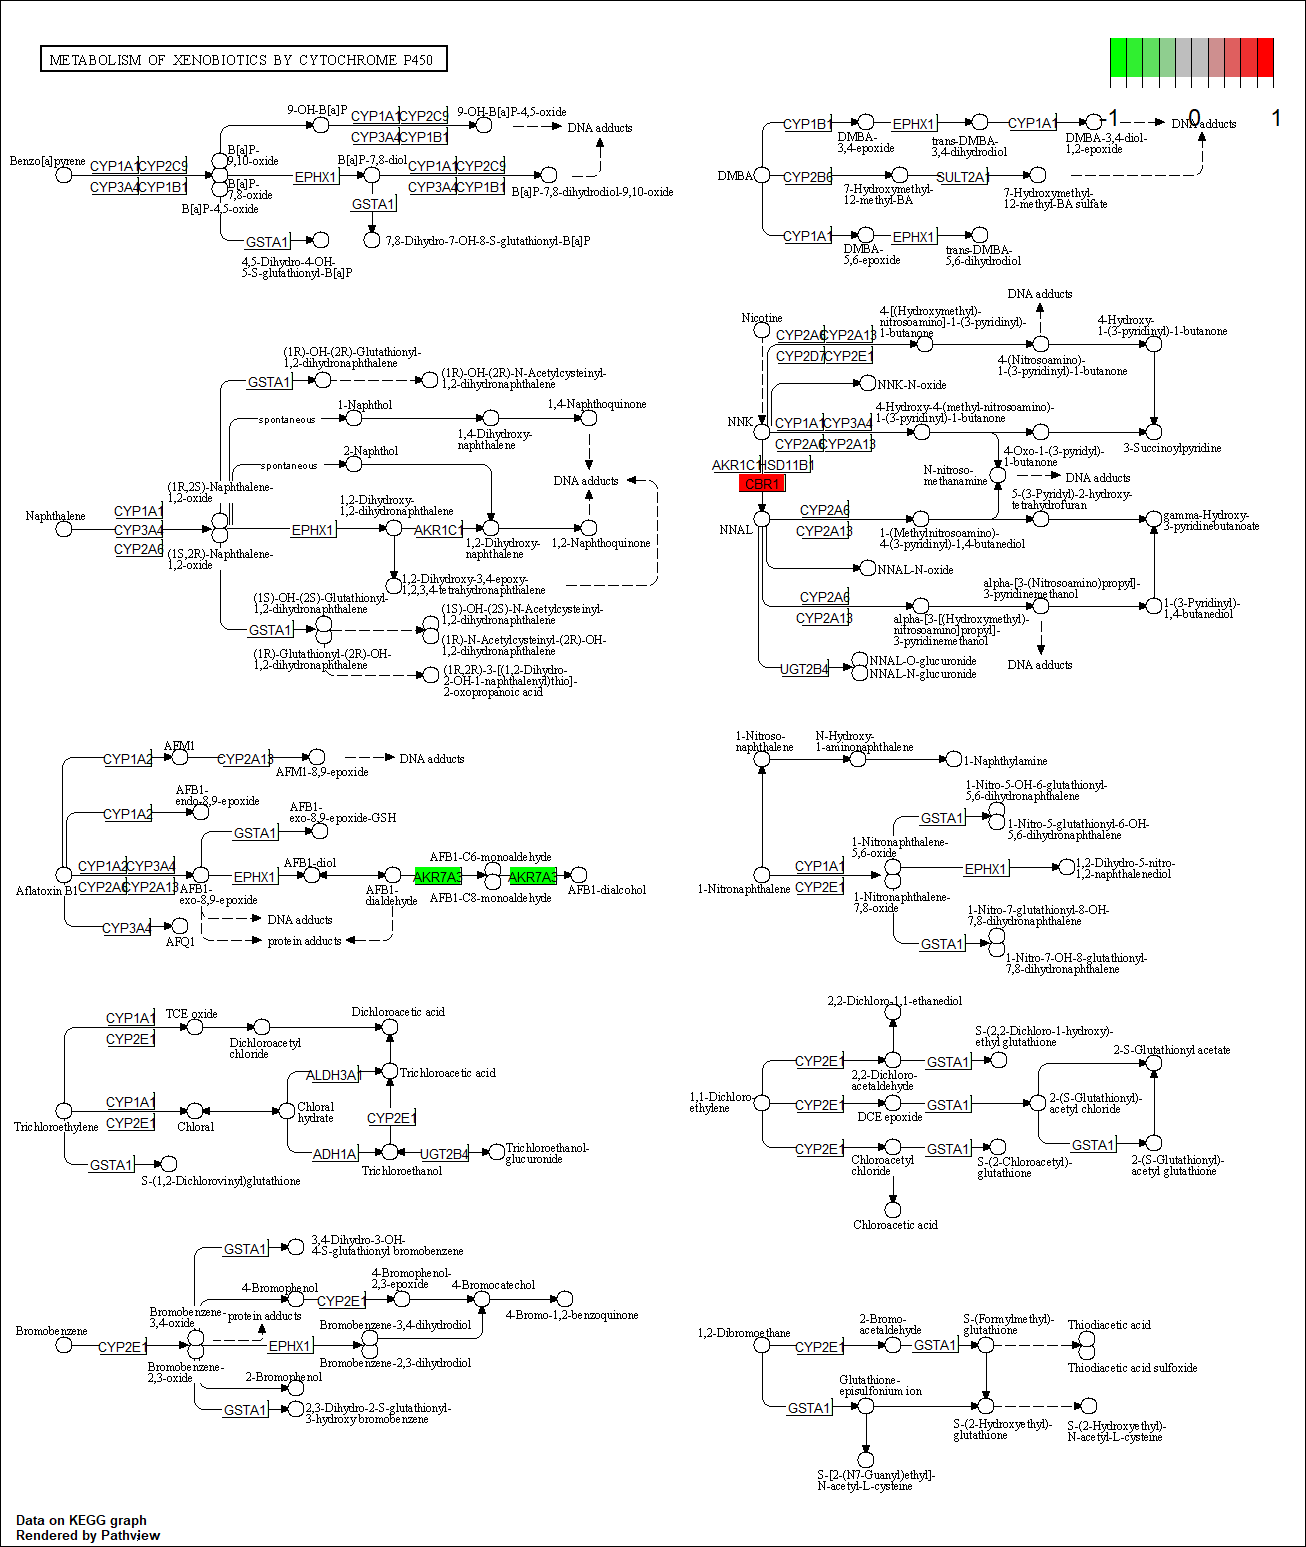 METABOLISM OF XENOBIOTICS BY CYTOCHROME P450
-1 0 1
9-OH-B[a]P
CYP1A1 CYP2C9
CYP3A4 CYP1B1
9-OH-B[a]P-4,5-oxide
DNA adducts
Benzo[a]pyrene
CYP1A1 CYP2C9
CYP3A4 CYP1B1
B[a]P-
9,10-oxide
B[a]P-
7,8-oxide
B[a]P-4,5-oxide
EPHX1
B[a]P-7,8-diol
CYP1A1 CYP2C9
CYP3A4 CYP1B1
B[a]P-7,8-dihydrodiol-9,10-oxide
GSTA1
7,8-Dihydro-7-OH-8-S-glutathionyl-B[a]P
GSTA1
4,5-Dihydro-4-OH-
5-S-glutathionyl-B[a]P
DMBA
CYP1B1
DMBA-
3,4-epoxide
EPHX1
trans-DMBA-
3,4-dihydrodiol
CYP1A1
DMBA-3,4-diol-
1,2-epoxide
DNA adducts
CYP2B6
7-Hydroxymethyl-
12-methyl-BA
SULT2A1
7-Hydroxymethyl-
12-methyl-BA sulfate
CYP1A1
DMBA-
5,6-epoxide
EPHX1
trans-DMBA-
5,6-dihydrodiol
(1R)-OH-(2R)-Glutathionyl-
1,2-dihydronaphthalene
GSTA1
(1R)-OH-(2R)-N-Acetylcysteinyl-
1,2-dihydronaphthalene
spontaneous
1-Naphthol
1,4-Dihydroxy-
naphthalene
1,4-Naphthoquinone
spontaneous
2-Naphthol
DNA adducts
Naphthalene
CYP1A1
CYP3A4
CYP2A6
(1R,2S)-Naphthalene-
1,2-oxide
(1S,2R)-Naphthalene-
1,2-oxide
EPHX1
1,2-Dihydroxy-
1,2-dihydronaphthalene
AKR1C1
1,2-Dihydroxy-
naphthalene
1,2-Naphthoquinone
1,2-Dihydroxy-3,4-epoxy-
1,2,3,4-tetrahydronaphthalene
(1S)-OH-(2S)-Glutathionyl-
1,2-dihydronaphthalene
GSTA1
(1R)-Glutathionyl-(2R)-OH-
1,2-dihydronaphthalene
(1S)-OH-(2S)-N-Acetylcysteinyl-
1,2-dihydronaphthalene
(1R)-N-Acetylcysteinyl-(2R)-OH-
1,2-dihydronaphthalene
(1R,2R)-3-[(1,2-Dihydro-
2-OH-1-naphthalenyl)thio]-
2-oxopropanoic acid
Nicotine
CYP2A6 CYP2A13
CYP2D7 CYP2E1
4-[(Hydroxymethyl)-
nitrosoamino]-1-(3-pyridinyl)-
1-butanone
DNA adducts
4-(Nitrosoamino)-
1-(3-pyridinyl)-1-butanone
4-Hydroxy-
1-(3-pyridinyl)-1-butanone
NNK-N-oxide
NNK
CYP1A1 CYP3A4
CYP2A6 CYP2A13
4-Hydroxy-4-(methyl-nitrosoamino)-
1-(3-pyridinyl)-1-butanone
4-Oxo-1-(3-pyridyl)-
1-butanone
3-Succinoylpyridine
AKR1C1 HSD11B1
CBR1
N-nitroso-
methanamine
DNA adducts
NNAL
CYP2A6
CYP2A13
1-(Methylnitrosoamino)-
4-(3-pyridinyl)-1,4-butanediol
5-(3-Pyridyl)-2-hydroxy-
tetrahydrofuran
gamma-Hydroxy-
3-pyridinebutanoate
NNAL-N-oxide
CYP2A6
CYP2A13
alpha-[3-[(Hydroxymethyl)-
nitrosoamino]propyl]-
3-pyridinemethanol
alpha-[3-(Nitrosoamino)propyl]-
3-pyridinemethanol
1-(3-Pyridinyl)-
1,4-butanediol
DNA adducts
UGT2B4
NNAL-O-glucuronide
NNAL-N-glucuronide
CYP1A2
AFM1
CYP2A13
AFM1-8,9-epoxide
DNA adducts
CYP1A2
AFB1-
endo-8,9-epoxide
GSTA1
AFB1-
exo-8,9-epoxide-GSH
Aflatoxin B1
CYP1A2 CYP3A4
CYP2A6 CYP2A13
AFB1-
exo-8,9-epoxide
EPHX1
AFB1-diol
AFB1-
dialdehyde
AKR7A3
AFB1-C6-monoaldehyde
AFB1-C8-monoaldehyde
AKR7A3
AFB1-dialcohol
DNA adducts
protein adducts
CYP3A4
AFQ1
1-Nitroso-
naphthalene
N-Hydroxy-
1-aminonaphthalene
1-Naphthylamine
1-Nitronaphthalene
CYP1A1
CYP2E1
1-Nitronaphthalene-
5,6-oxide
1-Nitronaphthalene-
7,8-oxide
GSTA1
1-Nitro-5-OH-6-glutathionyl-
5,6-dihydronaphthalene
1-Nitro-5-glutathionyl-6-OH-
5,6-dihydronaphthalene
EPHX1
1,2-Dihydro-5-nitro-
1,2-naphthalenediol
GSTA1
1-Nitro-7-glutathionyl-8-OH-
7,8-dihydronaphthalene
1-Nitro-7-OH-8-glutathionyl-
7,8-dihydronaphthalene
CYP1A1
CYP2E1
TCE oxide
Dichloroacetyl
chloride
Dichloroacetic acid
Trichloroethylene
CYP1A1
CYP2E1
Chloral
Chloral
hydrate
ALDH3A1
Trichloroacetic acid
CYP2E1
ADH1A
Trichloroethanol
UGT2B4
Trichloroethanol-
glucuronide
GSTA1
S-(1,2-Dichlorovinyl)glutathione
2,2-Dichloro-1,1-ethanediol
1,1-Dichloro-
ethylene
CYP2E1
2,2-Dichloro-
acetaldehyde
GSTA1
S-(2,2-Dichloro-1-hydroxy)-
ethyl glutathione
CYP2E1
DCE epoxide
GSTA1
2-(S-Glutathionyl)-
acetyl chloride
2-S-Glutathionyl acetate
GSTA1
2-(S-Glutathionyl)-
acetyl glutathione
CYP2E1
Chloroacetyl
chloride
GSTA1
S-(2-Chloroacetyl)-
glutathione
Chloroacetic acid
GSTA1
3,4-Dihydro-3-OH-
4-S-glutathionyl bromobenzene
4-Bromophenol
CYP2E1
4-Bromophenol-
2,3-epoxide
4-Bromocatechol
4-Bromo-1,2-benzoquinone
Bromobenzene
CYP2E1
Bromobenzene-
3,4-oxide
Bromobenzene-
2,3-oxide
protein adducts
EPHX1
Bromobenzene-3,4-dihydrodiol
Bromobenzene-2,3-dihydrodiol
2-Bromophenol
GSTA1
2,3-Dihydro-2-S-glutathionyl-
3-hydroxy bromobenzene
1,2-Dibromoethane
CYP2E1
2-Bromo-
acetaldehyde
GSTA1
S-(Formylmethyl)-
glutathione
Thiodiacetic acid
Thiodiacetic acid sulfoxide
GSTA1
Glutathione-
episulfonium ion
S-(2-Hydroxyethyl)-
glutathione
S-(2-Hydroxyethyl)-
N-acetyl-L-cysteine
S-[2-(N7-Guanyl)ethyl]-
N-acetyl-L-cysteine
Data on KEGG graph
Rendered by Pathview